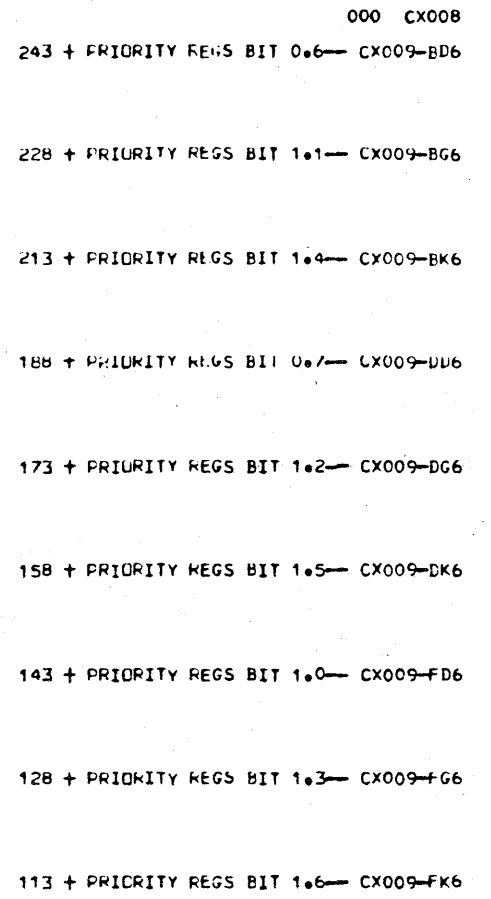 000 CX008
243 + PRIORITY REGS BIT 0.6— CX009-BD6
228 + PRIORITY REGS BIT 1.1— CX009-BG6
213 + PRIORITY REGS BIT 1.4— CX009-BK6
188 + PRIORITY REGS BIT 0.7— CX009-DD6
173 + PRIORITY REGS BIT 1.2— CX009-DG6
158 + PRIORITY REGS BIT 1.5— CX009-DK6
143 + PRIORITY REGS BIT 1.0— CX009-FD6
128 + PRIORITY REGS BIT 1.3— CX009-FG6
113 + PRIORITY REGS BIT 1.6— CX009-FK6